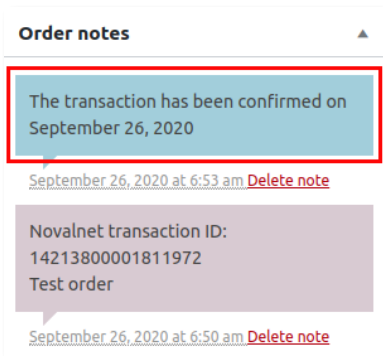 Order notes
The transaction has been confirmed on
September 26, 2020
September 26, 2020 at 6:53 am Delete note
Novalnet transaction ID:
14213800001811972
Test order
September 26, 2020 at 6:50 am Delete note